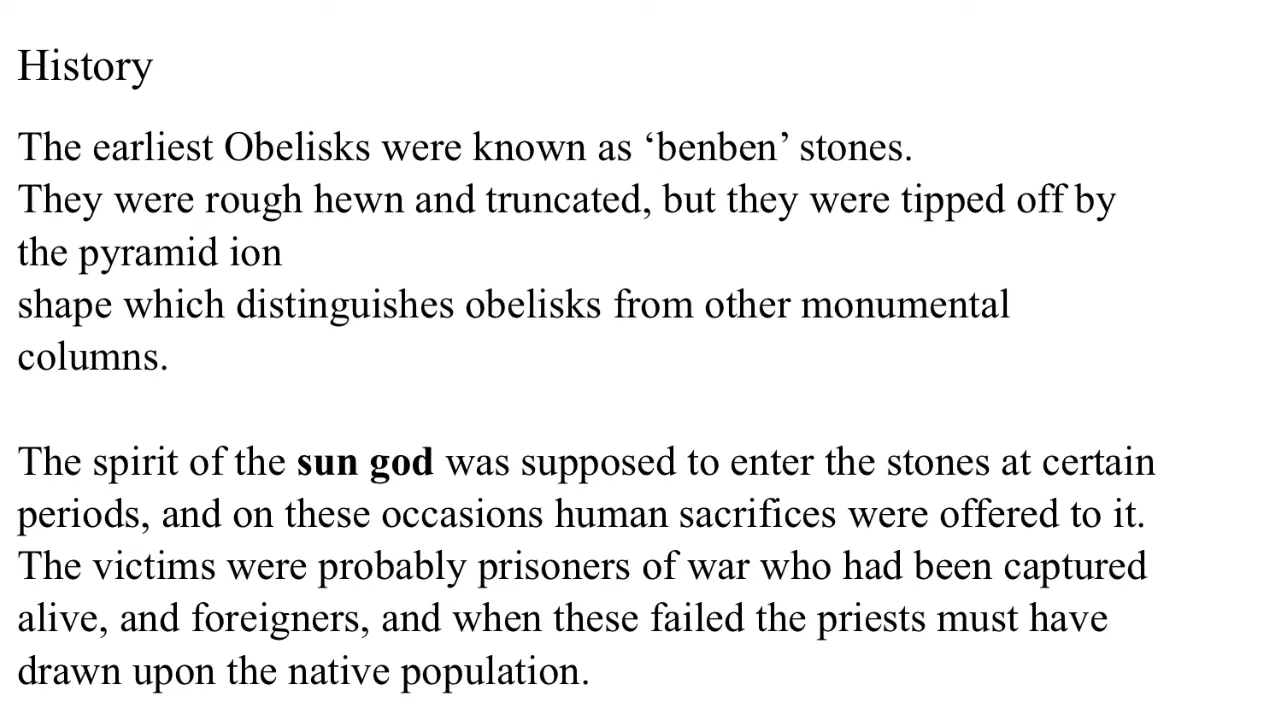 History
The earliest Obelisks were known as ‘benben’ stones.
They were rough hewn and truncated, but they were tipped off by
the pyramid ion
shape which distinguishes obelisks from other monumental
columns.
The spirit of the sun god was supposed to enter the stones at certain
periods, and on these occasions human sacrifices were offered to it.
The victims were probably prisoners of war who had been captured
alive, and foreigners, and when these failed the priests must have
drawn upon the native population.